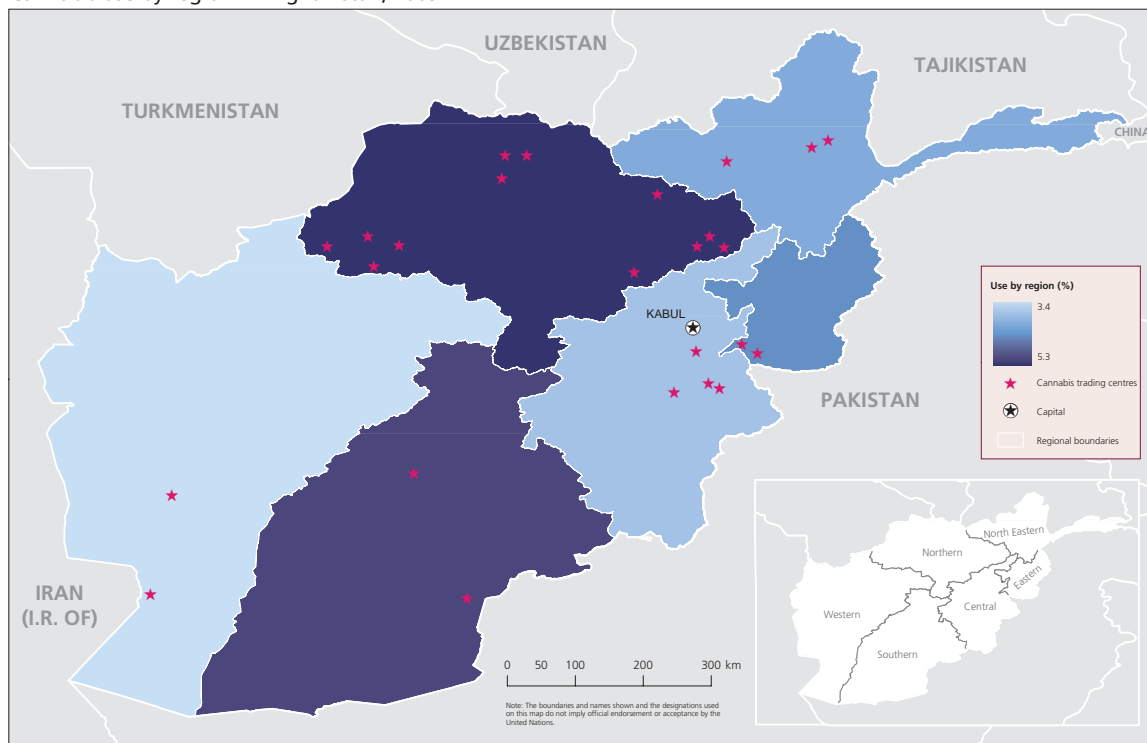 UZBEKISTAN
TAJIKISTAN
TURKMENISTAN
CHINA
KABUL
PAKISTAN
IRAN
(I.R. OF)
Use by region (%)
3.4
5.3
Cannabis trading centres
Capital
Regional boundaries
North Eastern
Northern
Eastern
Western
Central
Southern
0 50 100 200 300 km
Note: The boundaries and names shown and the designations used
on this map do not imply official endorsement or acceptance by the
United Nations.